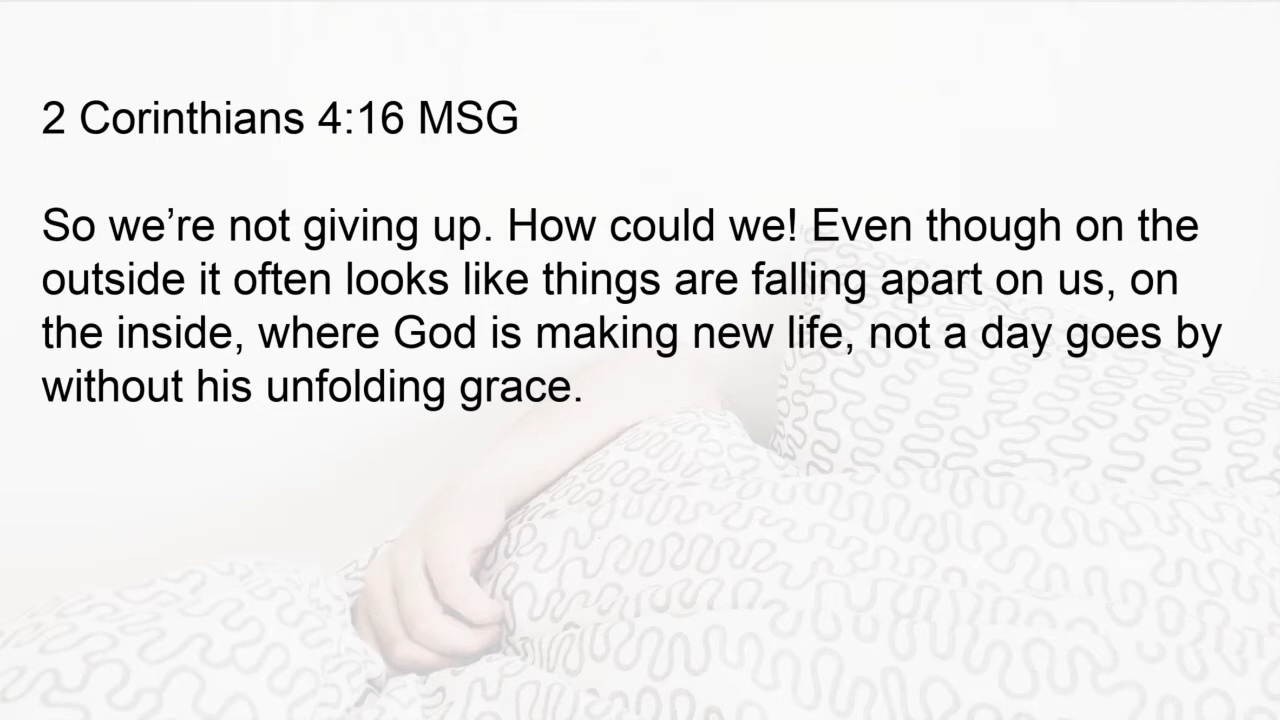 2 Corinthians 4:16 MSG
So we’re not giving up. How could we! Even though on the
outside it often looks like things are falling apart on us, on
the inside, where God is making new life, not a day goes by
without his unfolding grace.